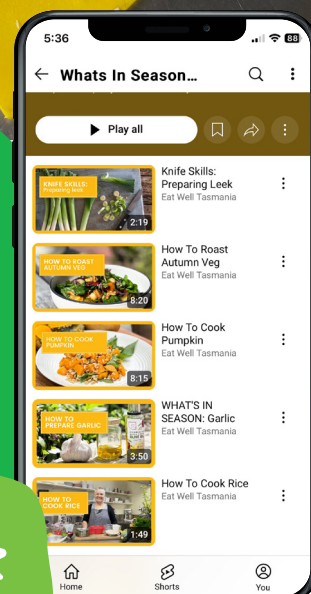 5:36
88
Whats In Season...
Play all
KNIFE SKILLS:
Preparing leek
2:19
Knife Skills:
Preparing Leek
Eat Well Tasmania
HOW TO ROAST
AUTUMN VEG
8:20
How To Roast
Autumn Veg
Eat Well Tasmania
HOW TO COOK
PUMPKIN
8:15
How To Cook
Pumpkin
Eat Well Tasmania
HOW TO
PREPARE GARLIC
3:50
WHAT'S IN
SEASON: Garlic
Eat Well Tasmania
HOW TO
COOK RICE
1:49
How To Cook Rice
Eat Well Tasmania
Home
Shorts
You